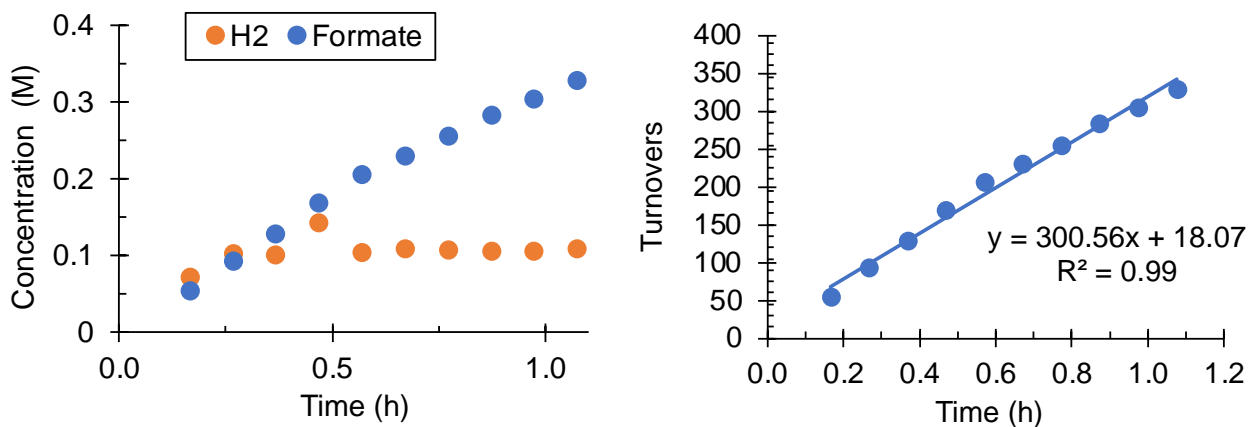 H2 Formate
Concentration (M)
0.4
0.3
0.2
0.1
0
0.0 0.5 1.0
Time (h)
Turnovers
400
350
300
250
200
150
100
50
0
y = 300.56x + 18.07
R² = 0.99
0.0 0.2 0.4 0.6 0.8 1.0 1.2
Time (h)